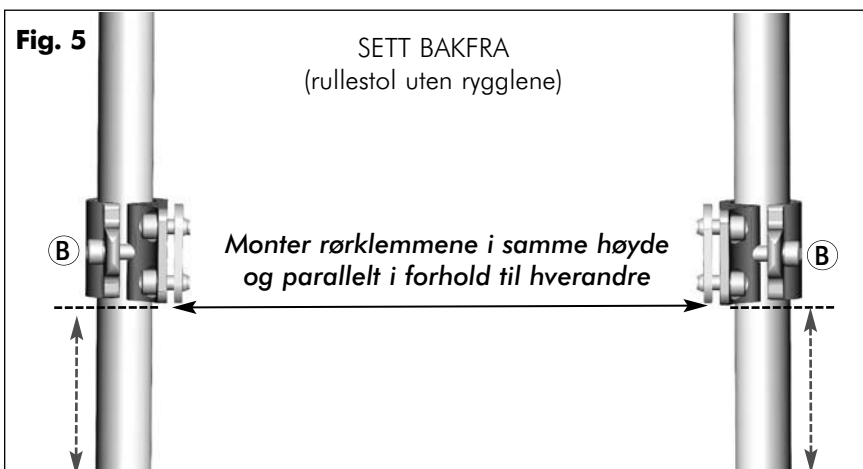 Fig. 5
SETT BAKFRA
(rullestol uten rygglene)
B
Monter rørklemmene i samme høyde
og parallelt i forhold til hverandre
B